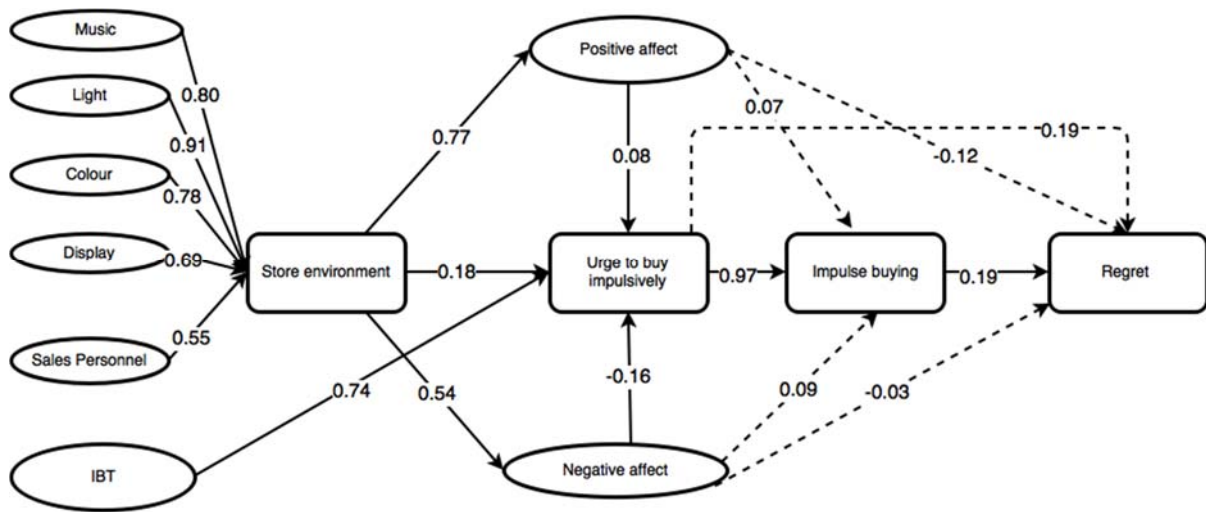 Music
Positive affect
0.80
Light
0.07
0.91
0.77
0.19
0.08
-0.12
Colour
0.78
Display
0.69
Store environment
0.18
Urge to buy
impulsively
0.97
Impulse buying
0.19
Regret
0.55
Sales Personnel
-0.16
0.74
0.54
0.09
-0.03
IBT
Negative affect